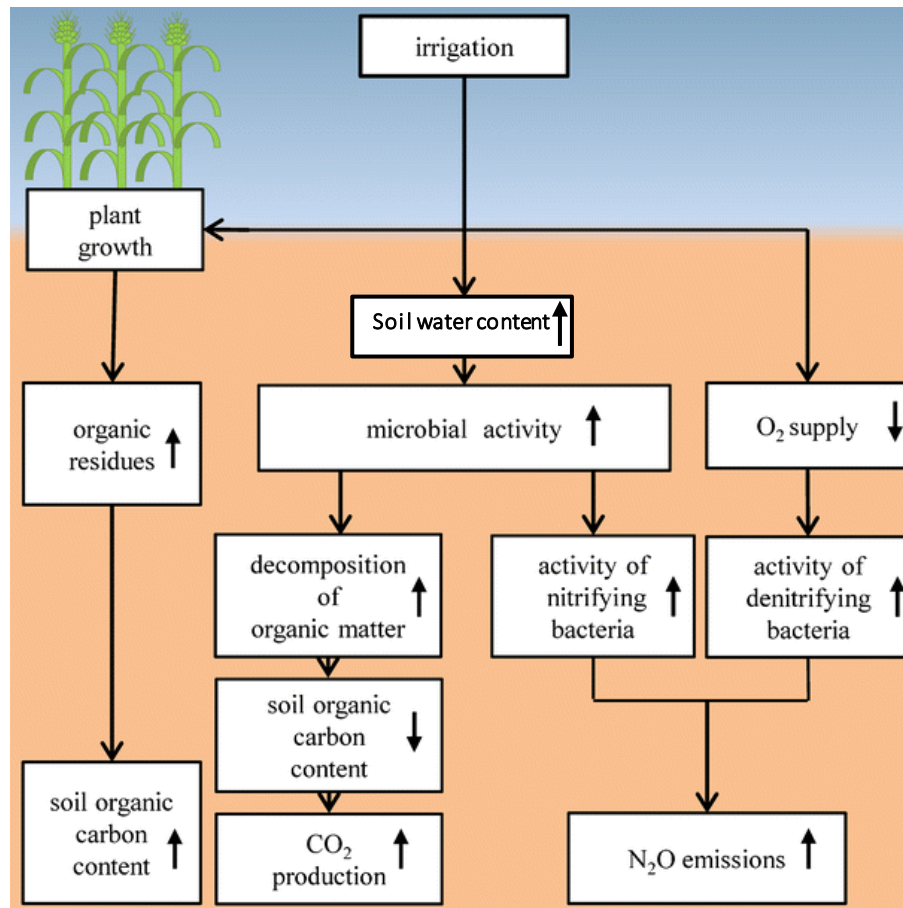 irrigation
plant
growth
Soil water content
organic
residues
microbial activity
O₂ supply
decomposition
of
organic matter
activity of
nitrifying
bacteria
activity of
denitrifying
bacteria
soil organic
carbon
content
soil organic
carbon
content
CO₂
production
N₂O emissions